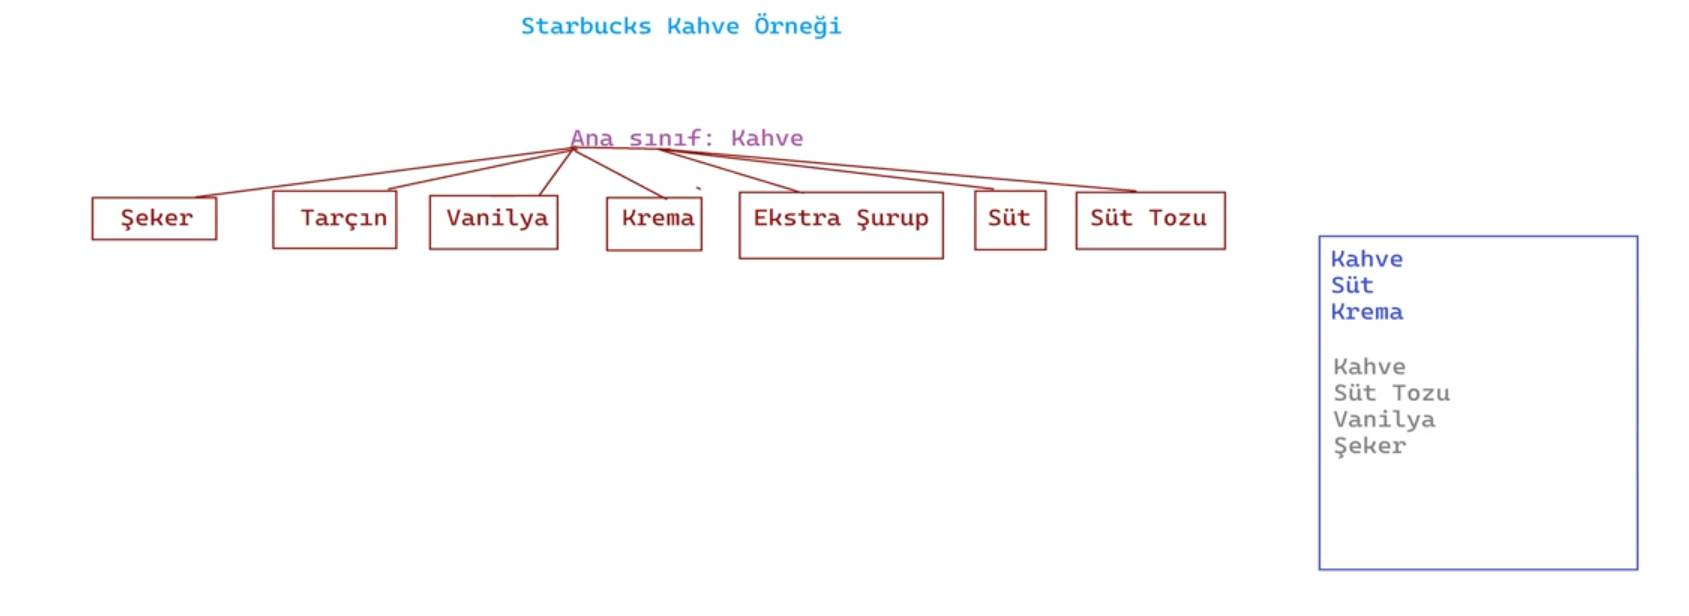 Starbucks Kahve Örneği
Ana sınıf: Kahve
Şeker Tarçın Vanilya Krema Ekstra Şurup Süt Süt Tozu
Kahve
Süt
Krema
Kahve
Süt Tozu
Vanilya
Şeker